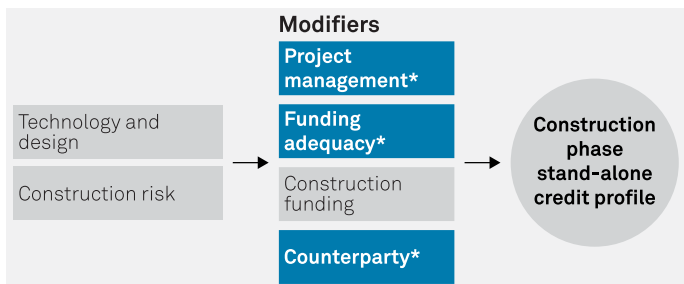 Modifiers
Technology and
design
Construction risk
Project
management*
Funding
adequacy*
Construction
funding
Counterparty*
Construction
phase
stand-alone
credit profile